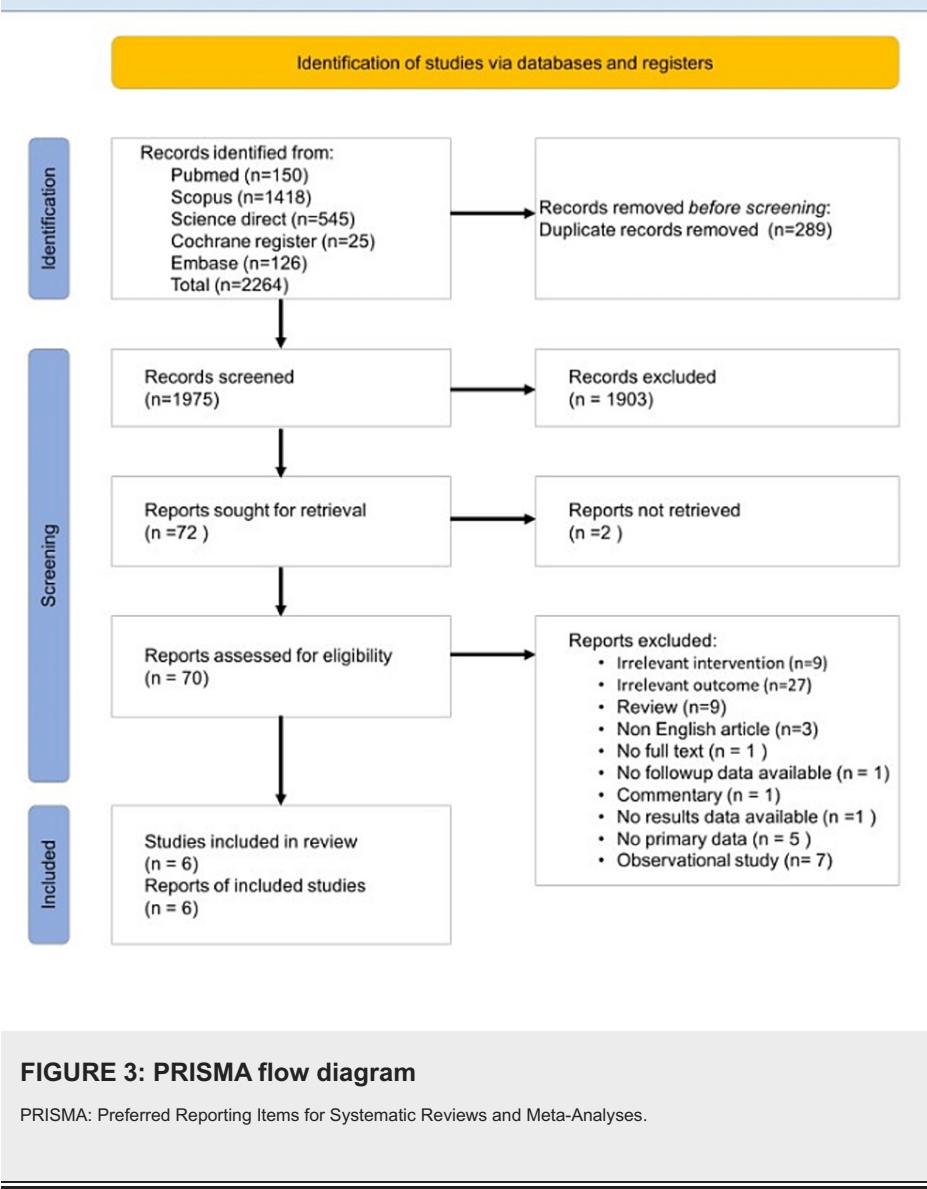 Identification of studies via databases and registers
Identification
Records identified from:
Pubmed (n=150)
Scopus (n=1418)
Science direct (n=545)
Cochrane register (n=25)
Embase (n=126)
Total (n=2264)
Records removed before screening:
Duplicate records removed (n=289)
Screening
Records screened
(n=1975)
Records excluded
(n = 1903)
Reports sought for retrieval
(n =72 )
Reports not retrieved
(n =2 )
Reports assessed for eligibility
(n = 70)
Reports excluded:
• Irrelevant intervention (n=9)
• Irrelevant outcome (n=27)
• Review (n=9)
• Non English article (n=3)
• No full text (n = 1 )
• No followup data available (n = 1)
• Commentary (n = 1)
• No results data available (n =1 )
• No primary data (n = 5 )
• Observational study (n= 7)
Included
Studies included in review
(n = 6)
Reports of included studies
(n = 6)
FIGURE 3: PRISMA flow diagram
PRISMA: Preferred Reporting Items for Systematic Reviews and Meta-Analyses.